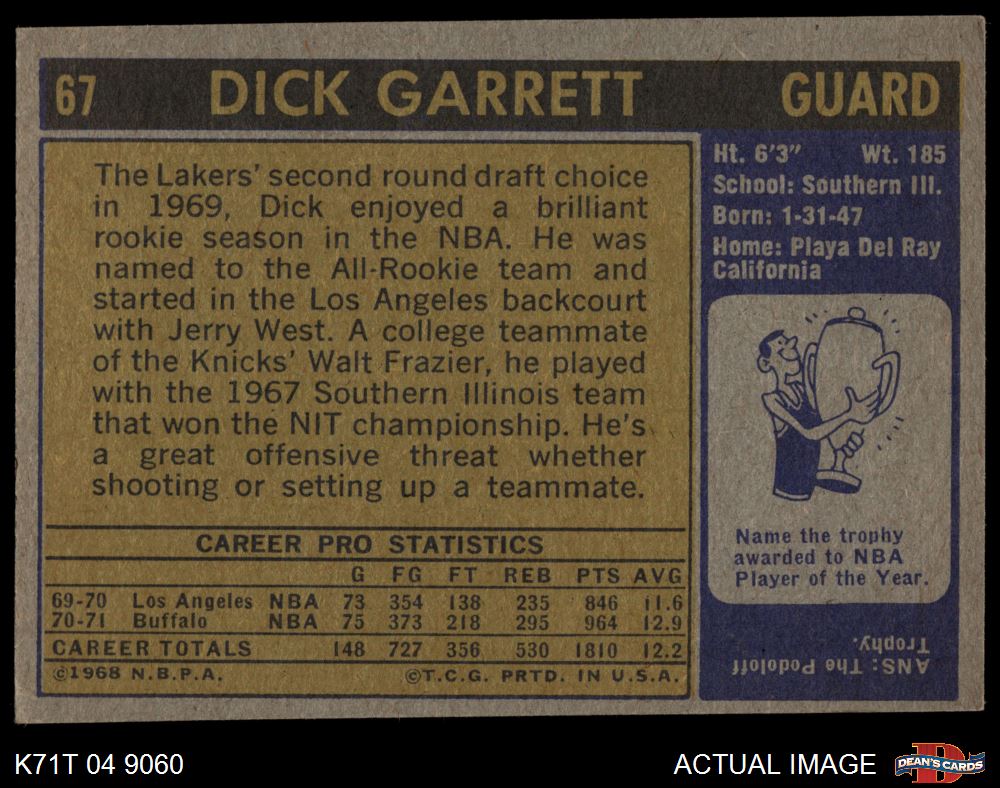 67 DICK GARRETT GUARD
The Lakers' second round draft choice
in 1969, Dick enjoyed a brilliant
rookie season in the NBA. He was
named to the All-Rookie team and
started in the Los Angeles backcourt
with Jerry West. A college teammate
of the Knicks' Walt Frazier, he played
with the 1967 Southern Illinois team
that won the NIT championship. He's
a great offensive threat whether
shooting or setting up a teammate.
CAREER PRO STATISTICS
G FG FT REB PTS AVG
69-70 Los Angeles NBA 73 354 138 235 846 11.6
70-71 Buffalo NBA 75 373 218 295 964 12.9
CAREER TOTALS 148 727 356 530 1810 12.2
©1968 N.B.P.A. ©T.C.G. PRTD. IN U.S.A.
Ht. 6'3" Wt. 185
School: Southern Ill.
Born: 1-31-47
Home: Playa Del Ray
California
Name the trophy
awarded to NBA
Player of the Year.
ANS: The Podoloff
Trophy.
K71T 04 9060 ACTUAL IMAGE D DEAN'S CARDS